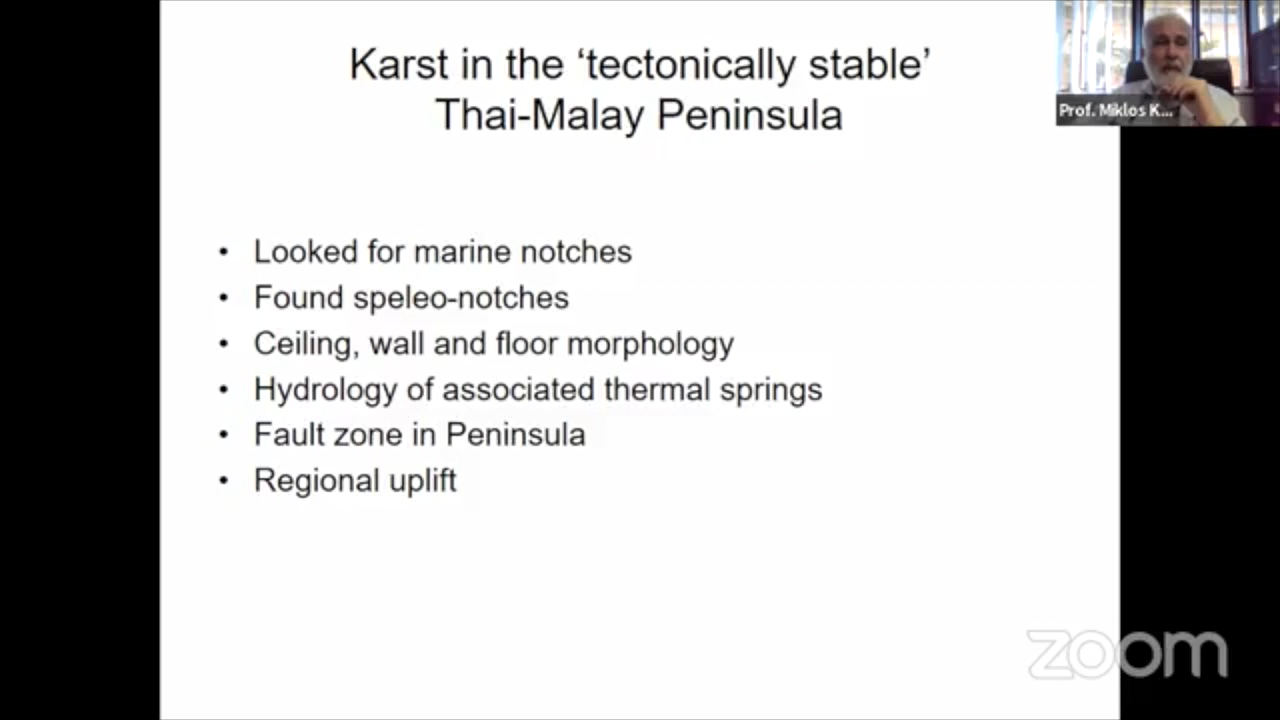 Karst in the ‘tectonically stable’
Thai-Malay Peninsula
Prof. Miklos K...
• Looked for marine notches
• Found speleo-notches
• Ceiling, wall and floor morphology
• Hydrology of associated thermal springs
• Fault zone in Peninsula
• Regional uplift
zoom